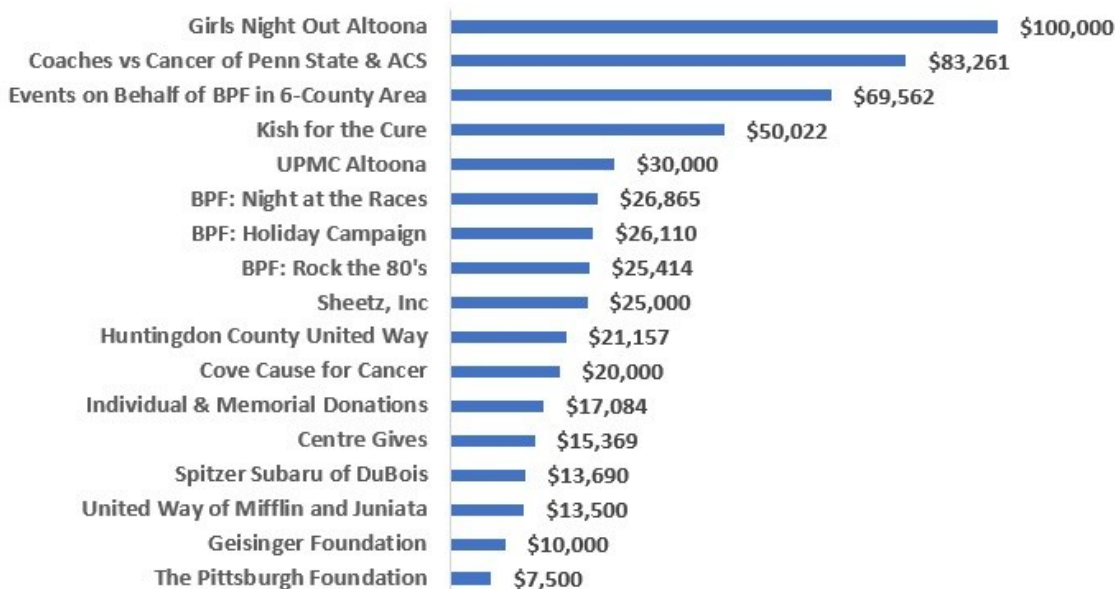 Girls Night Out Altoona $100,000
Coaches vs Cancer of Penn State & ACS $83,261
Events on Behalf of BPF in 6-County Area $69,562
Kish for the Cure $50,022
UPMC Altoona $30,000
BPF: Night at the Races $26,865
BPF: Holiday Campaign $26,110
BPF: Rock the 80's $25,414
Sheetz, Inc $25,000
Huntingdon County United Way $21,157
Cove Cause for Cancer $20,000
Individual & Memorial Donations $17,084
Centre Gives $15,369
Spitzer Subaru of DuBois $13,690
United Way of Mifflin and Juniata $13,500
Geisinger Foundation $10,000
The Pittsburgh Foundation $7,500